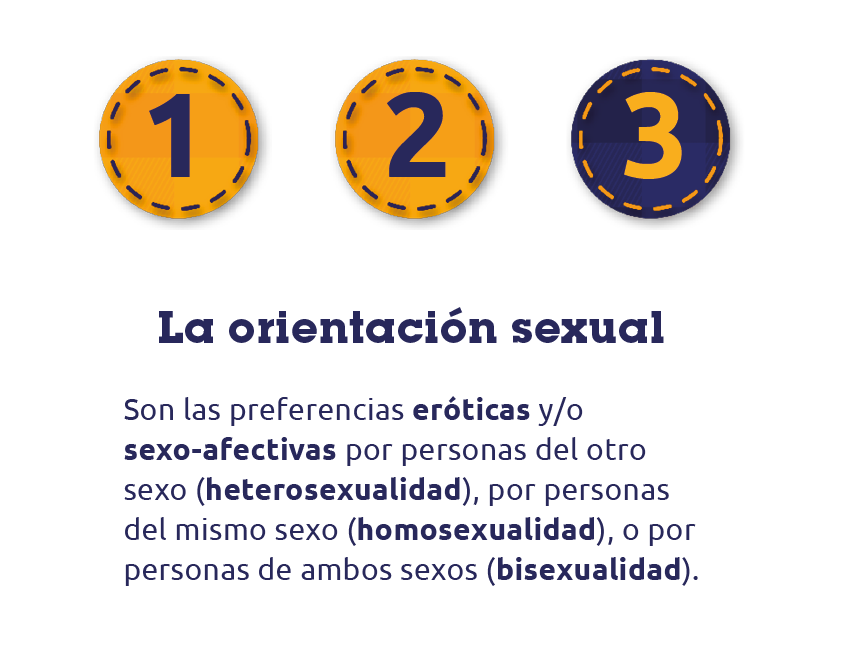 1 2 3
La orientación sexual
Son las preferencias eróticas y/o
sexo-afectivas por personas del otro
sexo (heterosexualidad), por personas
del mismo sexo (homosexualidad), o por
personas de ambos sexos (bisexualidad).